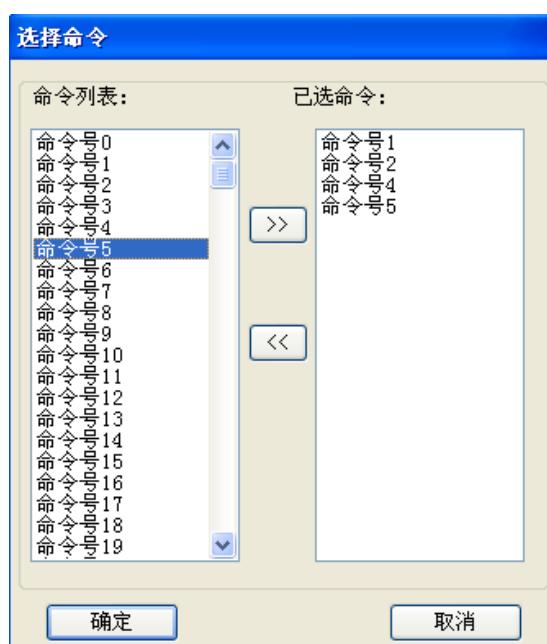 选择命令
命令列表:
命令号0
命令号1
命令号2
命令号3
命令号4
命令号5
命令号6
命令号7
命令号8
命令号9
命令号10
命令号11
命令号12
命令号13
命令号14
命令号15
命令号16
命令号17
命令号18
命令号19
>>
<<
已选命令:
命令号1
命令号2
命令号4
命令号5
确定
取消